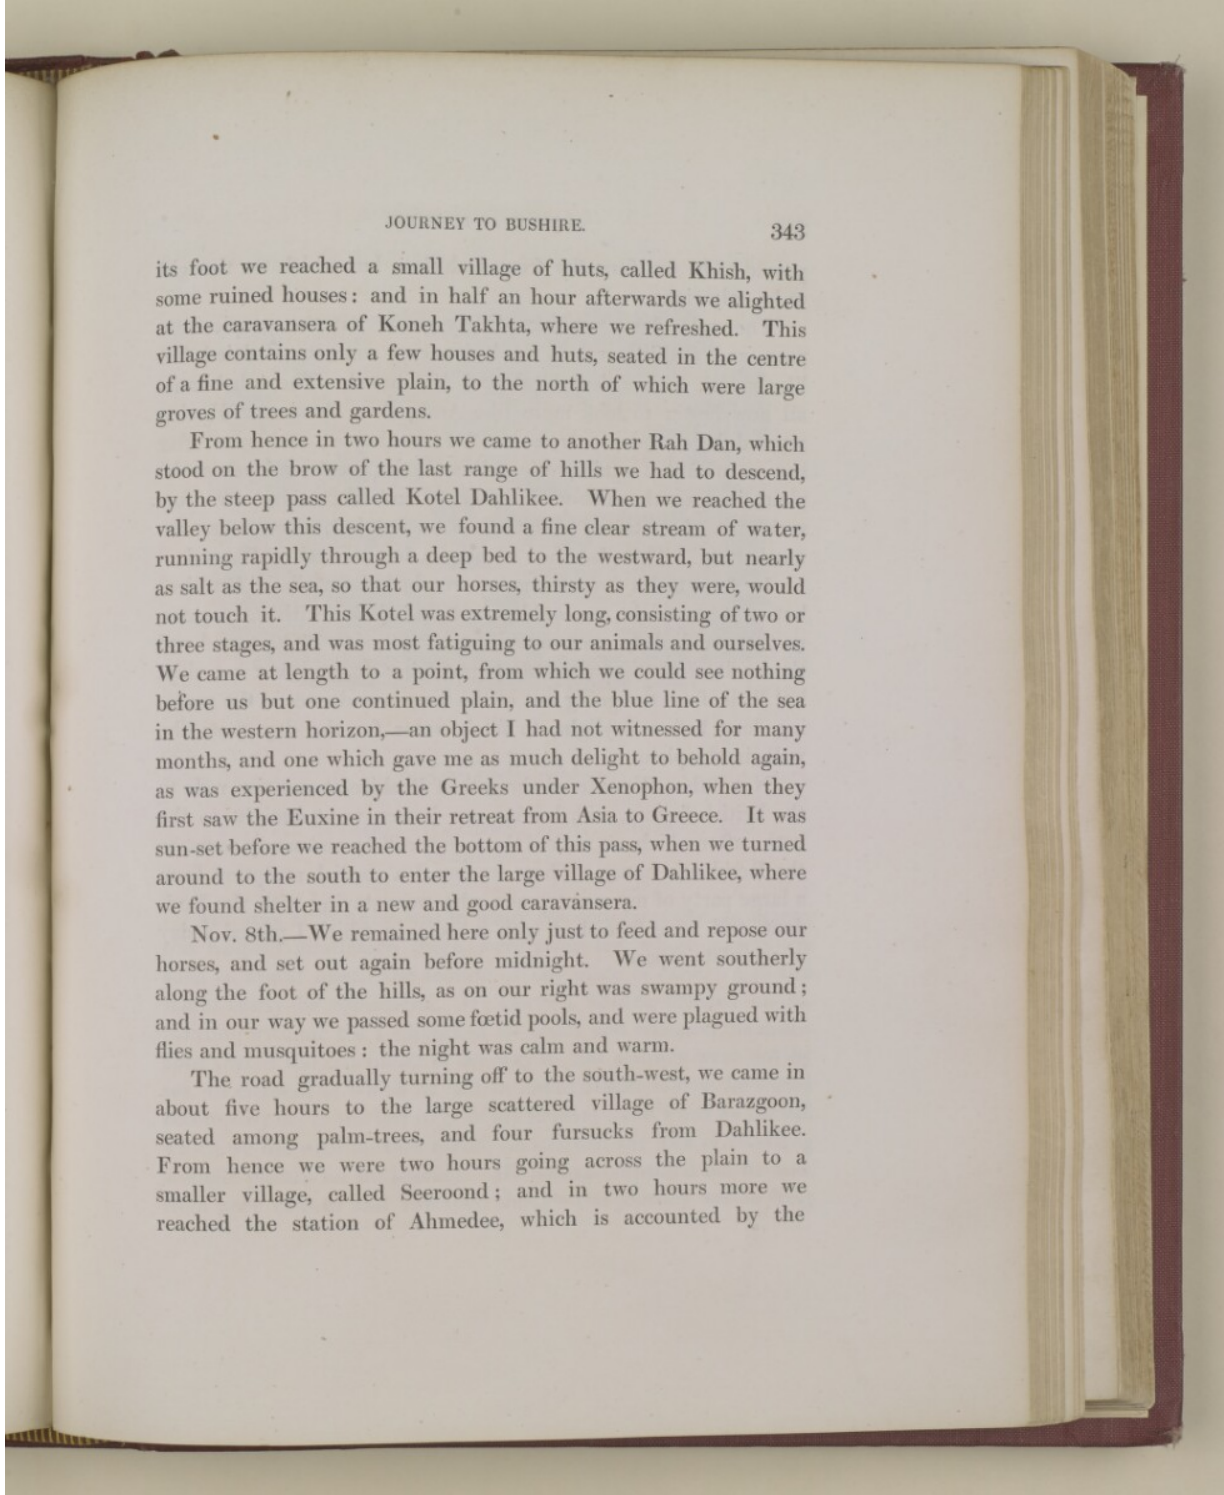 JOURNEY TO BUSHIRE. 343
its foot we reached a small village of huts, called Khish, with
some ruined houses: and in half an hour afterwards we alighted
at the caravansera of Koneh Takhta, where we refreshed. This
village contains only a few houses and huts, seated in the centre
of a fine and extensive plain, to the north of which were large
groves of trees and gardens.
From hence in two hours we came to another Rah Dan, which
stood on the brow of the last range of hills we had to descend,
by the steep pass called Kotel Dahlikee. When we reached the
valley below this descent, we found a fine clear stream of water,
running rapidly through a deep bed to the westward, but nearly
as salt as the sea, so that our horses, thirsty as they were, would
not touch it. This Kotel was extremely long, consisting of two or
three stages, and was most fatiguing to our animals and ourselves.
We came at length to a point, from which we could see nothing
before us but one continued plain, and the blue line of the sea
in the western horizon,—an object I had not witnessed for many
months, and one which gave me as much delight to behold again,
as was experienced by the Greeks under Xenophon, when they
first saw the Euxine in their retreat from Asia to Greece. It was
sun-set before we reached the bottom of this pass, when we turned
around to the south to enter the large village of Dahlikee, where
we found shelter in a new and good caravansera.
Nov. 8th.—We remained here only just to feed and repose our
horses, and set out again before midnight. We went southerly
along the foot of the hills, as on our right was swampy ground;
and in our way we passed some fœtid pools, and were plagued with
flies and musquitoes: the night was calm and warm.
The road gradually turning off to the south-west, we came in
about five hours to the large scattered village of Barazgoon,
seated among palm-trees, and four fursucks from Dahlikee.
From hence we were two hours going across the plain to a
smaller village, called Seeroond; and in two hours more we
reached the station of Ahmedee, which is accounted by the